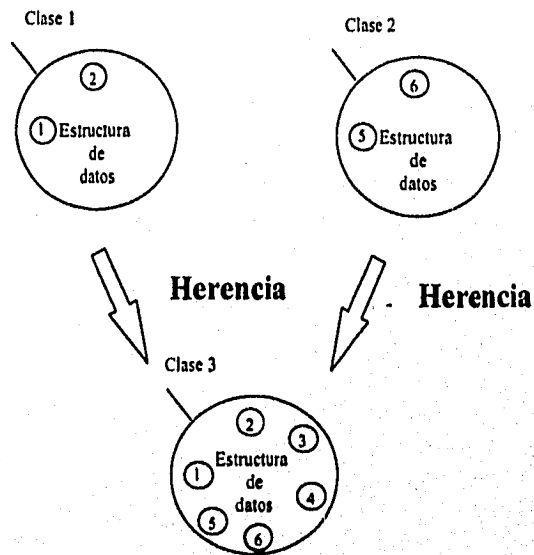 Clase 1
2
1
Estructura
de
datos
Clase 2
6
5
Estructura
de
datos
Herencia
Herencia
Clase 3
2
3
1
Estructura
de
datos
4
5
6